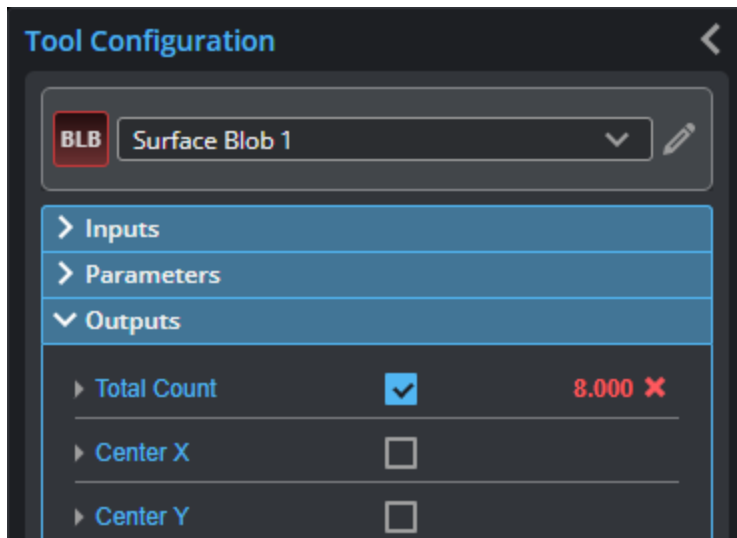 Tool Configuration
BLB Surface Blob 1
Inputs
Parameters
Outputs
Total Count 8.000
Center X
Center Y